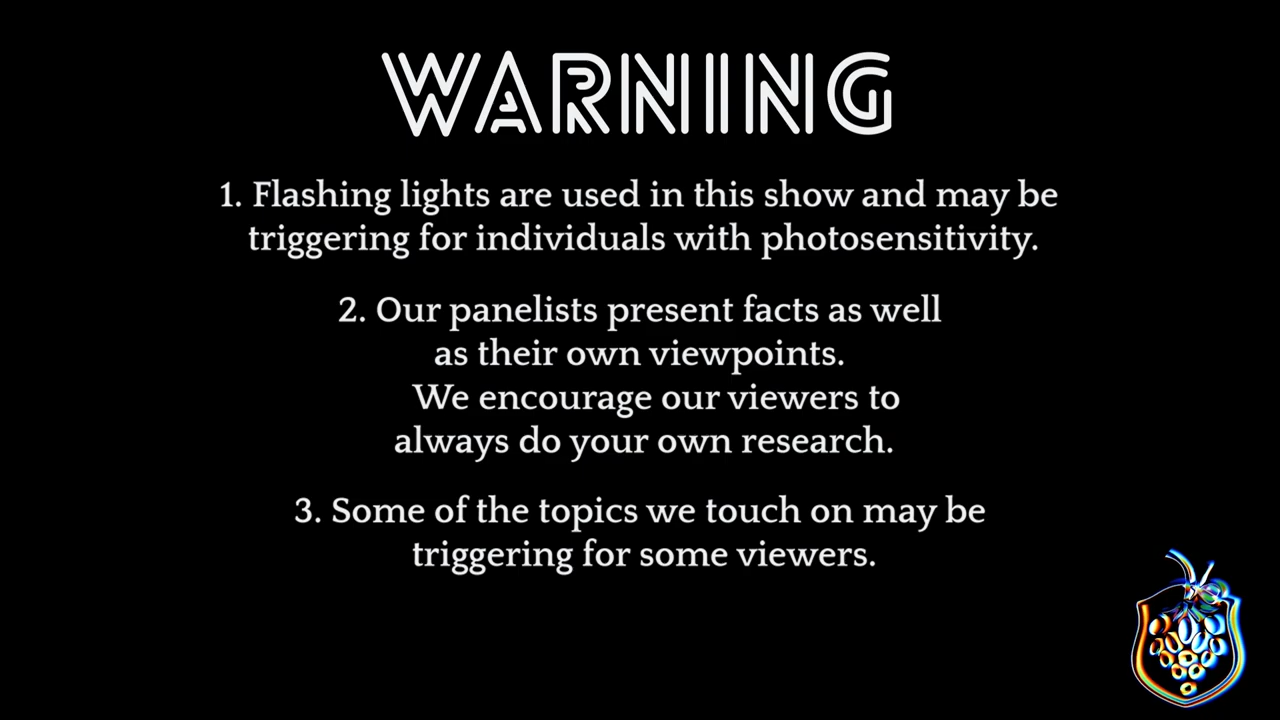 WARNING
1. Flashing lights are used in this show and may be
triggering for individuals with photosensitivity.
2. Our panelists present facts as well
as their own viewpoints.
We encourage our viewers to
always do your own research.
3. Some of the topics we touch on may be
triggering for some viewers.